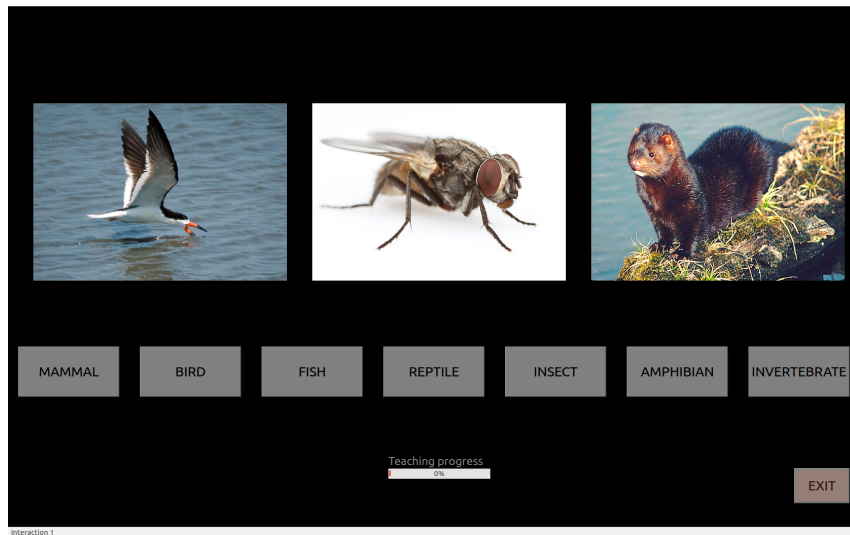 MAMMAL BIRD FISH REPTILE INSECT AMPHIBIAN INVERTEBRATE
Teaching progress
0%
EXIT
Interaction 1